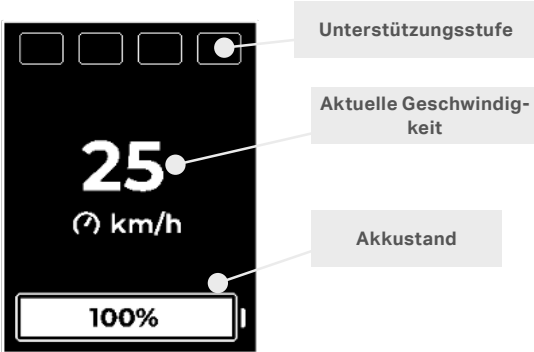 Unterstützungsstufe
Aktuelle Geschwindig-
keit
25
km/h
Akkustand
100%